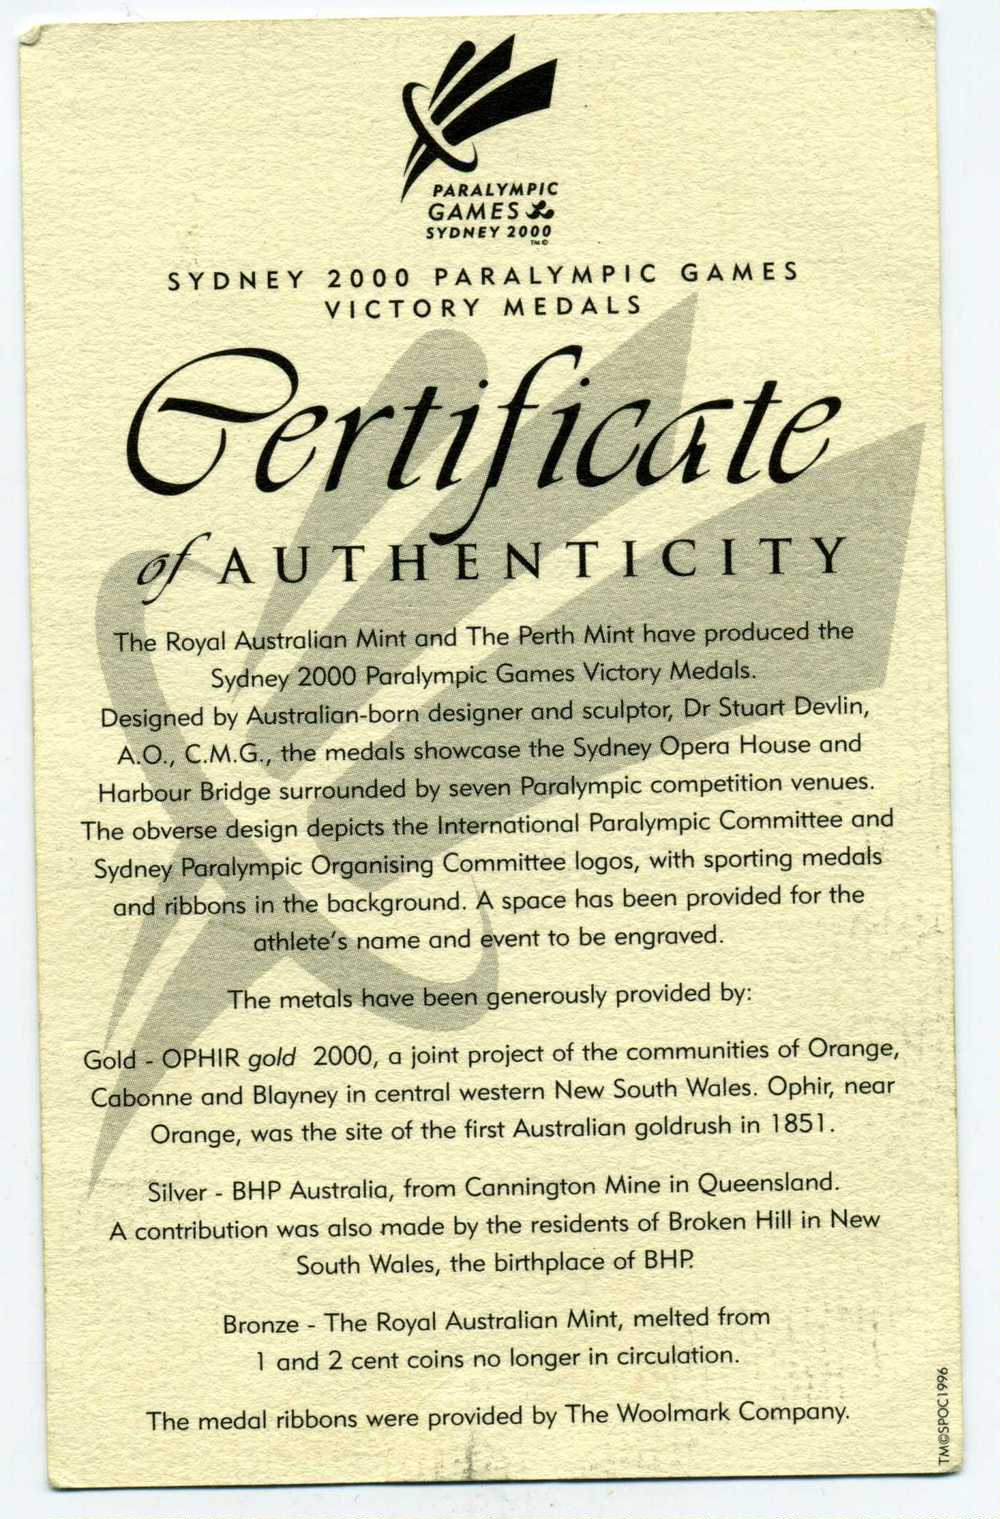 PARALYMPIC
GAMES
SYDNEY 2000
TM©
SYDNEY 2000 PARALYMPIC GAMES
VICTORY MEDALS
Certificate
of AUTHENTICITY
The Royal Australian Mint and The Perth Mint have produced the
Sydney 2000 Paralympic Games Victory Medals.
Designed by Australian-born designer and sculptor, Dr Stuart Devlin,
A.O., C.M.G., the medals showcase the Sydney Opera House and
Harbour Bridge surrounded by seven Paralympic competition venues.
The obverse design depicts the International Paralympic Committee and
Sydney Paralympic Organising Committee logos, with sporting medals
and ribbons in the background. A space has been provided for the
athlete's name and event to be engraved.
The metals have been generously provided by:
Gold - OPHIR gold 2000, a joint project of the communities of Orange,
Cabonne and Blayney in central western New South Wales. Ophir, near
Orange, was the site of the first Australian goldrush in 1851.
Silver - BHP Australia, from Cannington Mine in Queensland.
A contribution was also made by the residents of Broken Hill in New
South Wales, the birthplace of BHP.
Bronze - The Royal Australian Mint, melted from
1 and 2 cent coins no longer in circulation.
The medal ribbons were provided by The Woolmark Company.
TM©SPOC1996